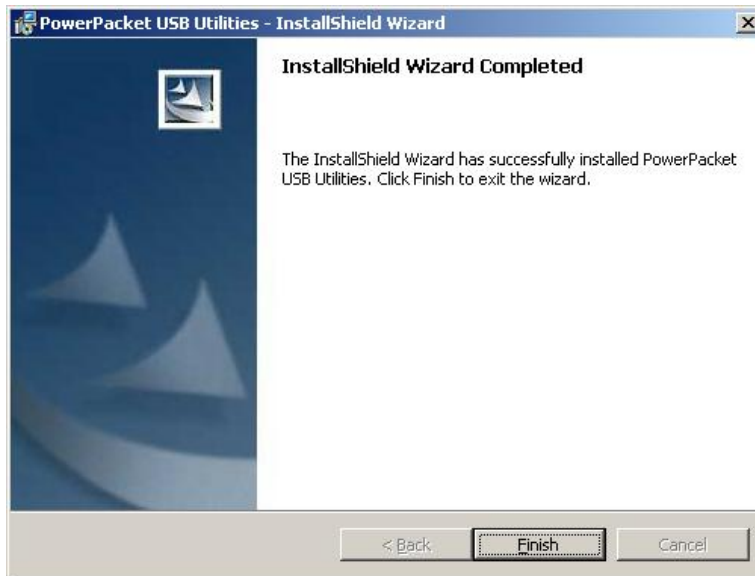 PowerPacket USB Utilities - InstallShield Wizard
InstallShield Wizard Completed
The InstallShield Wizard has successfully installed PowerPacket
USB Utilities. Click Finish to exit the wizard.
< Back
Finish
Cancel